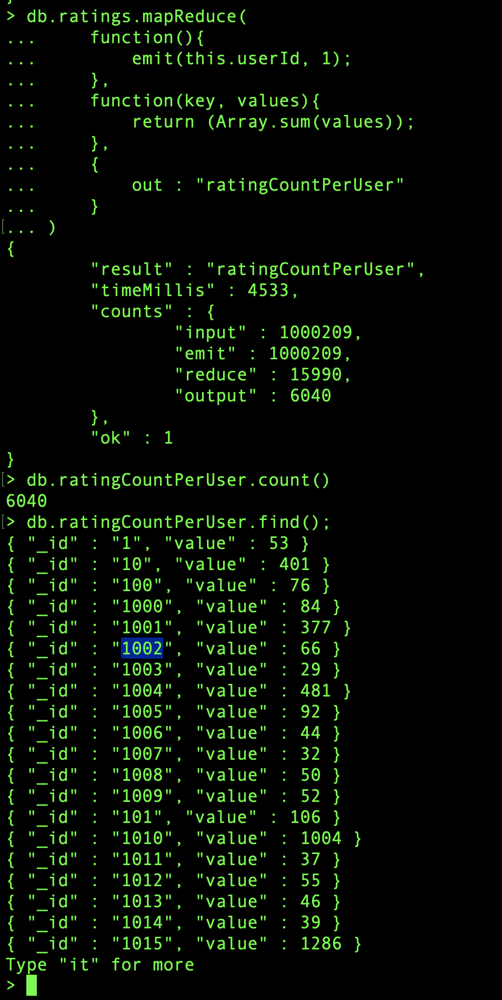 }
> db.ratings.mapReduce(
...     function(){
...         emit(this.userId, 1);
...     },
...     function(key, values){
...         return (Array.sum(values));
...     },
...     {
...         out : "ratingCountPerUser"
...     }
[... )
{
        "result" : "ratingCountPerUser",
        "timeMillis" : 4533,
        "counts" : {
                "input" : 1000209,
                "emit" : 1000209,
                "reduce" : 15990,
                "output" : 6040
        },
        "ok" : 1
}
[> db.ratingCountPerUser.count()
6040
[> db.ratingCountPerUser.find();
{ "_id" : "1", "value" : 53 }
{ "_id" : "10", "value" : 401 }
{ "_id" : "100", "value" : 76 }
{ "_id" : "1000", "value" : 84 }
{ "_id" : "1001", "value" : 377 }
{ "_id" : "1002", "value" : 66 }
{ "_id" : "1003", "value" : 29 }
{ "_id" : "1004", "value" : 481 }
{ "_id" : "1005", "value" : 92 }
{ "_id" : "1006", "value" : 44 }
{ "_id" : "1007", "value" : 32 }
{ "_id" : "1008", "value" : 50 }
{ "_id" : "1009", "value" : 52 }
{ "_id" : "101", "value" : 106 }
{ "_id" : "1010", "value" : 1004 }
{ "_id" : "1011", "value" : 37 }
{ "_id" : "1012", "value" : 55 }
{ "_id" : "1013", "value" : 46 }
{ "_id" : "1014", "value" : 39 }
{ "_id" : "1015", "value" : 1286 }
Type "it" for more
>